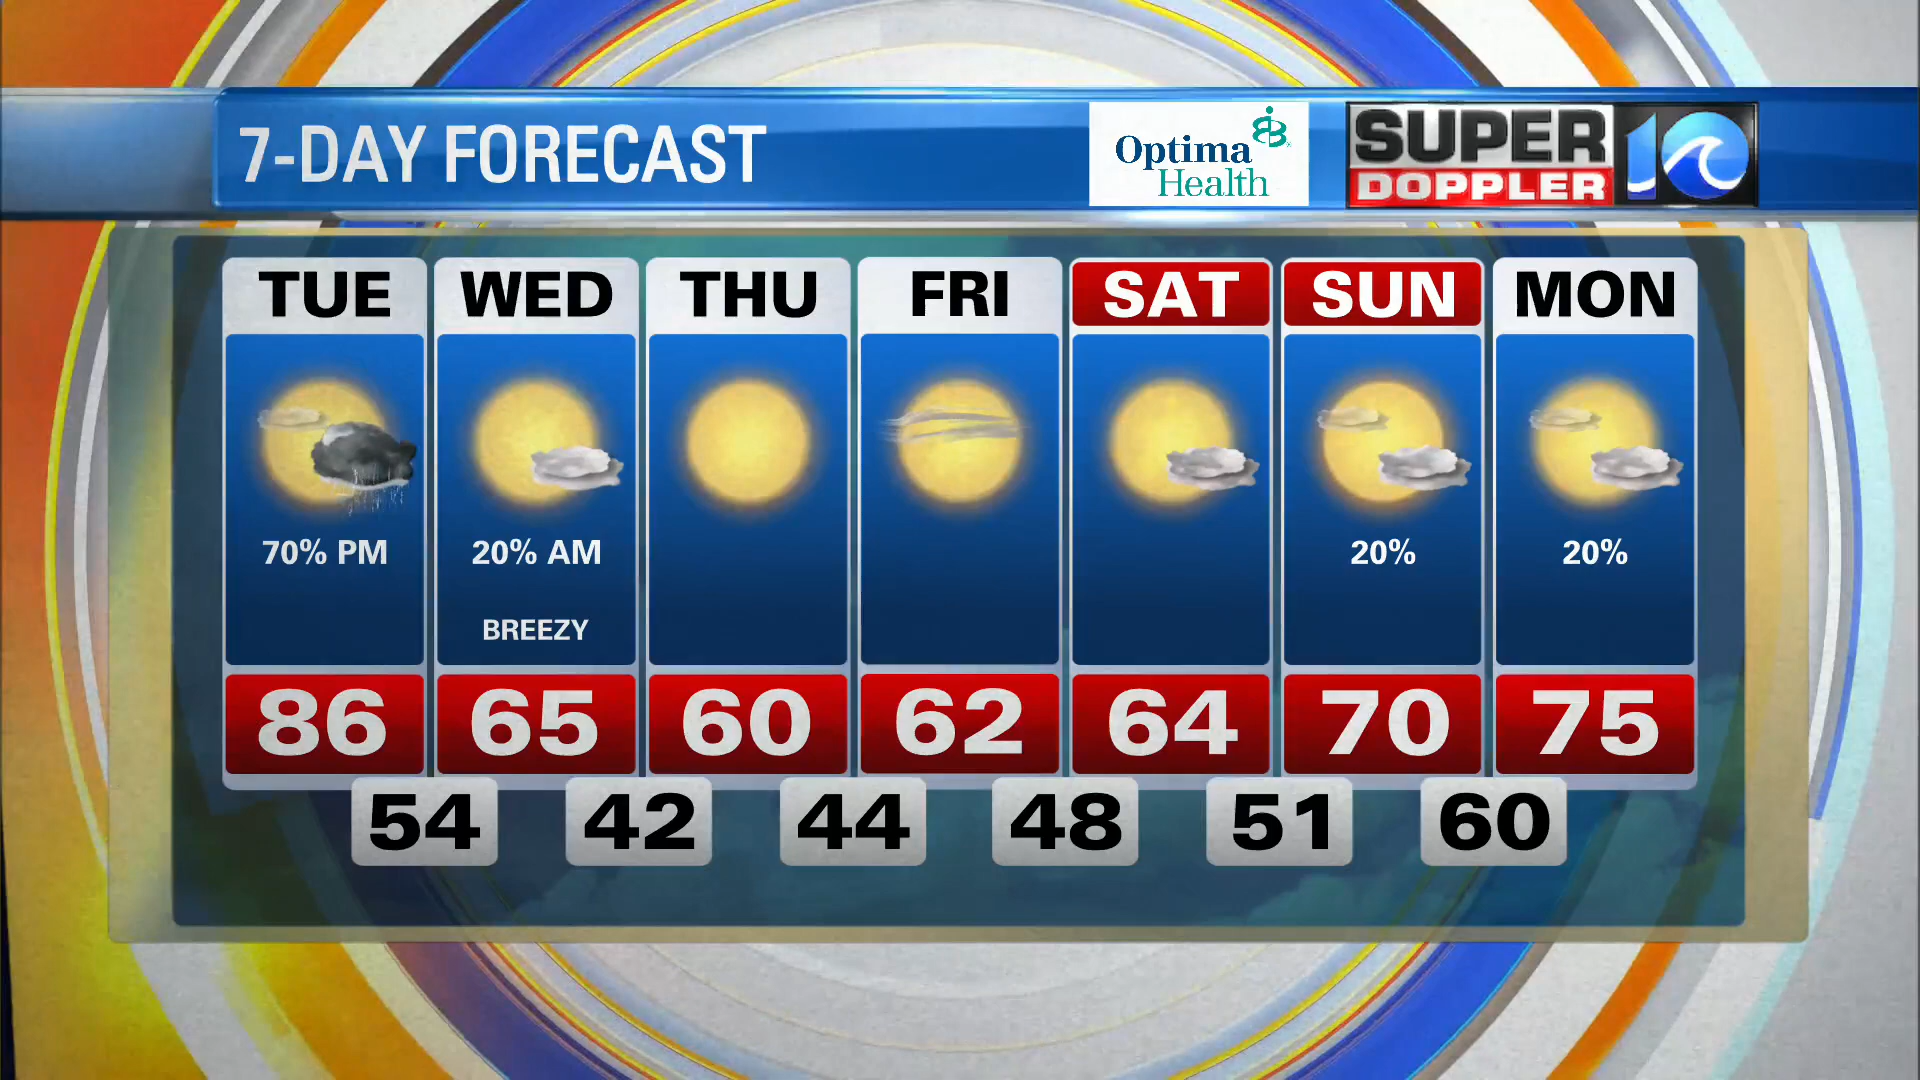 7-DAY FORECAST
Optima
Health
SUPER
DOPPLER
10
TUE WED THU FRI SAT SUN MON
70% PM 20% AM 20% 20%
BREEZY
86 65 60 62 64 70 75
54 42 44 48 51 60